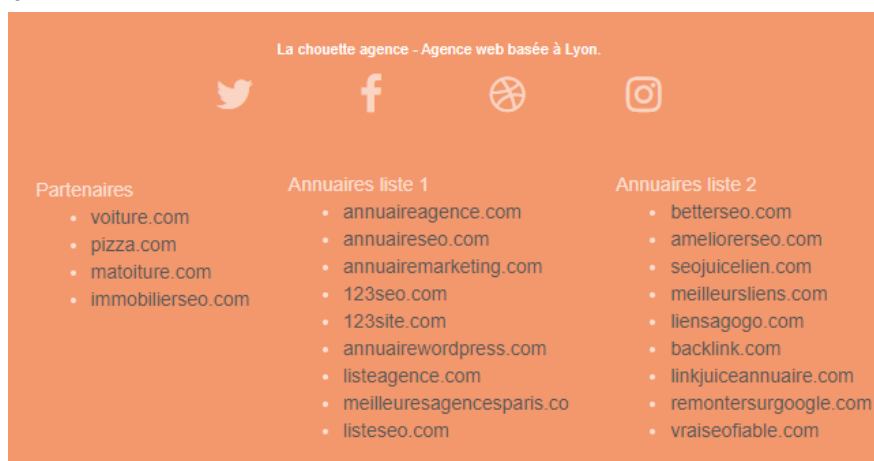 La chouette agence - Agence web basée à Lyon.
Partenaires
voiture.com
pizza.com
matoiture.com
immobilierseo.com
Annuaires liste 1
annuaireagence.com
annuaireseo.com
annuairemarketing.com
123seo.com
123site.com
annuairewordpress.com
listeagence.com
meilleuresagencesparis.co
listeseo.com
Annuaires liste 2
betterseo.com
ameliorerseo.com
seojuicelien.com
meilleursliens.com
liensagogo.com
backlink.com
linkjuiceannuaire.com
remontersurgoogle.com
vraiseofiable.com